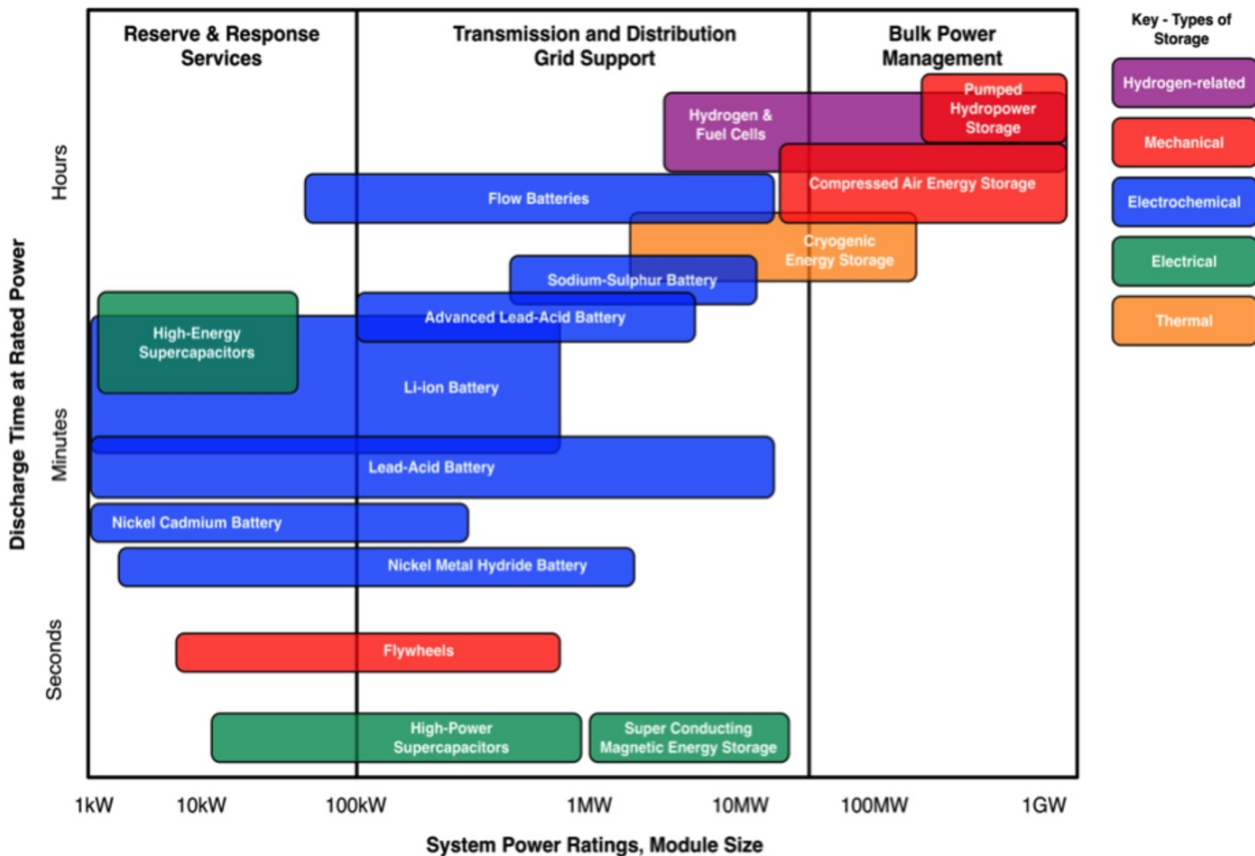 Reserve & Response
Services
Transmission and Distribution
Grid Support
Bulk Power
Management
Key - Types of
Storage
Hydrogen-related
Mechanical
Electrochemical
Electrical
Thermal
Pumped
Hydropower
Storage
Hydrogen &
Fuel Cells
Compressed Air Energy Storage
Flow Batteries
Cryogenic
Energy Storage
Sodium-Sulphur Battery
Advanced Lead-Acid Battery
High-Energy
Supercapacitors
Li-ion Battery
Lead-Acid Battery
Nickel Cadmium Battery
Nickel Metal Hydride Battery
Flywheels
High-Power
Supercapacitors
Super Conducting
Magnetic Energy Storage
Discharge Time at Rated Power
Hours
Minutes
Seconds
1kW
10kW
100kW
1MW
10MW
100MW
1GW
System Power Ratings, Module Size